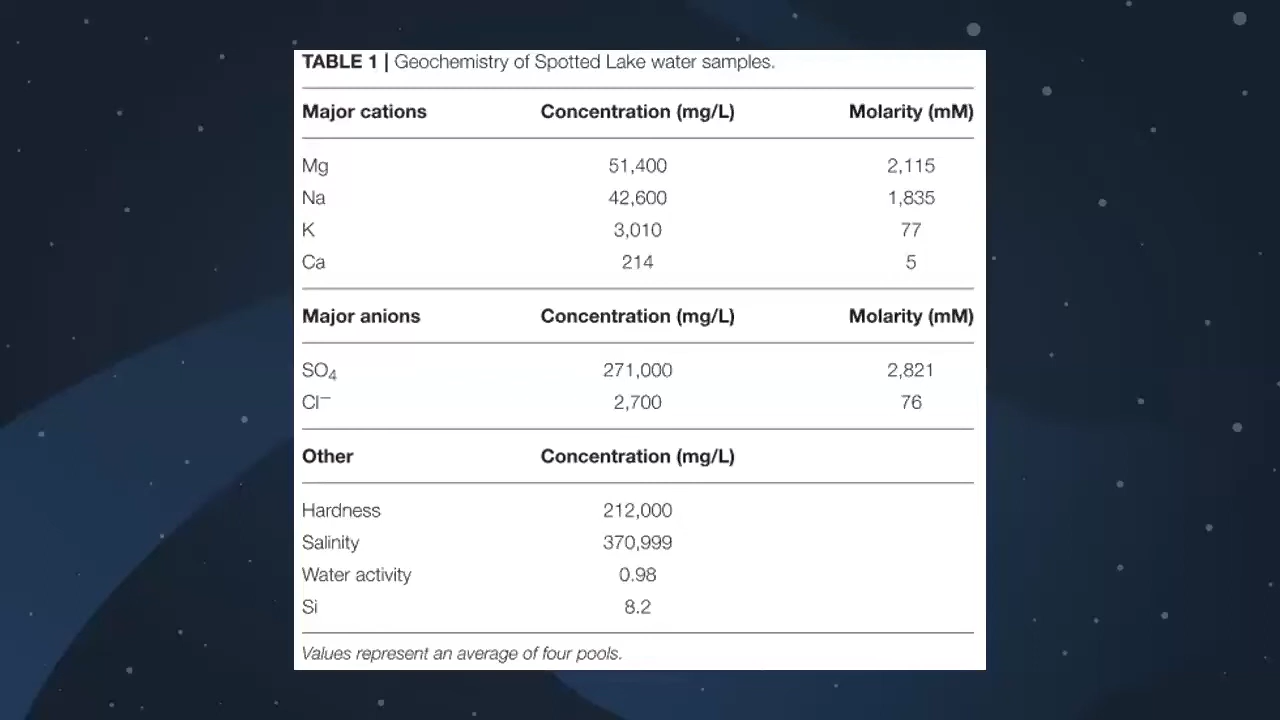 TABLE 1 | Geochemistry of Spotted Lake water samples.
Major cations Concentration (mg/L) Molarity (mM)
Mg 51,400 2,115
Na 42,600 1,835
K 3,010 77
Ca 214 5
Major anions Concentration (mg/L) Molarity (mM)
SO₄ 271,000 2,821
Cl⁻ 2,700 76
Other Concentration (mg/L)
Hardness 212,000
Salinity 370,999
Water activity 0.98
Si 8.2
Values represent an average of four pools.